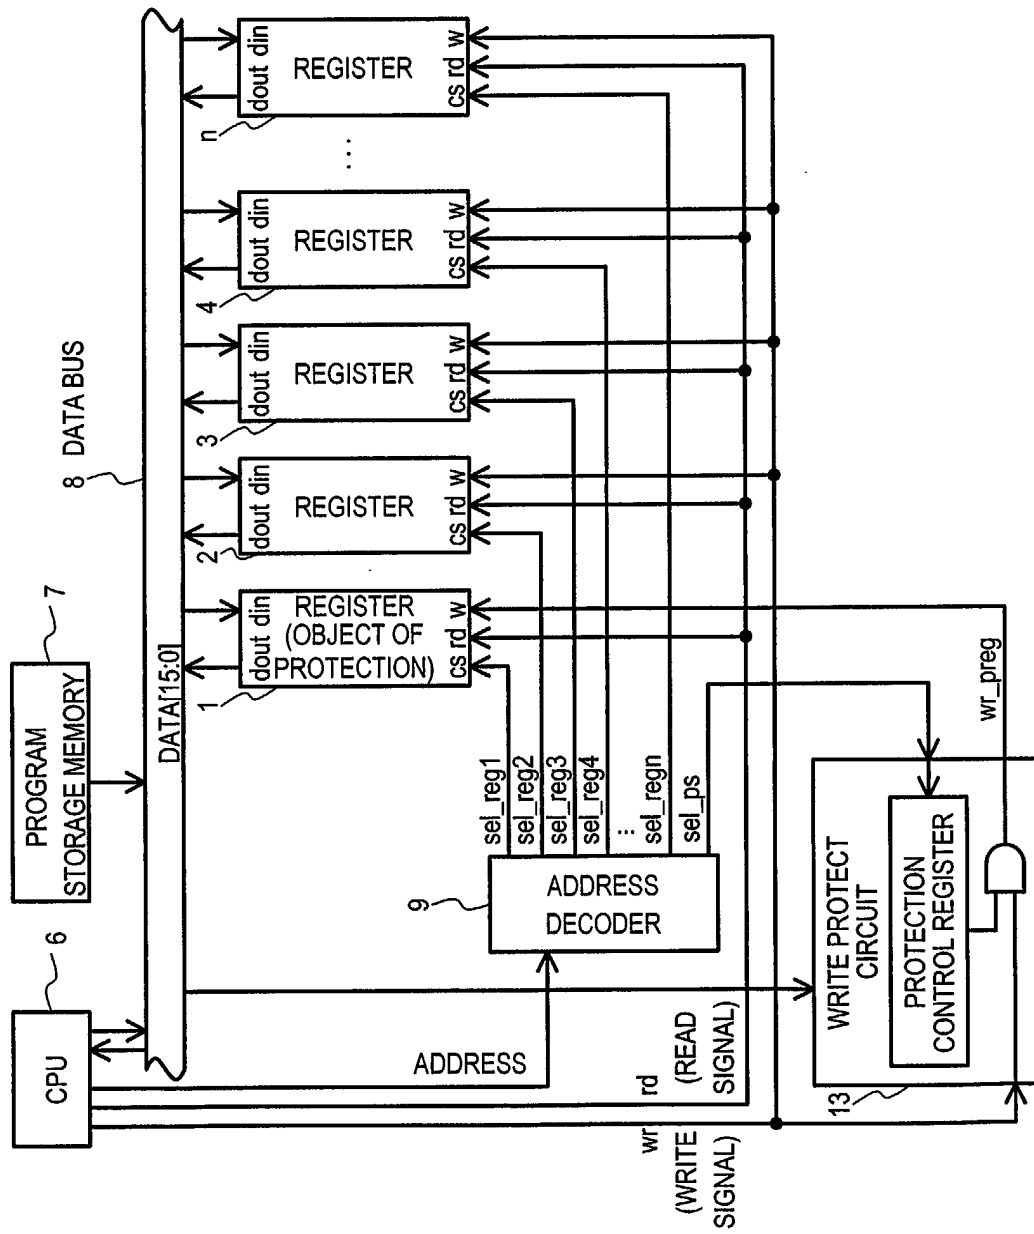 CPU
6
PROGRAM
STORAGE MEMORY
7
8 DATA BUS
DATA[15:0]
dout din
REGISTER
(OBJECT OF
PROTECTION)
cs rd w
1
dout din
REGISTER
cs rd w
2
dout din
REGISTER
cs rd w
3
dout din
REGISTER
cs rd w
4
...
dout din
REGISTER
cs rd w
n
ADDRESS
9
ADDRESS
DECODER
sel_reg1
sel_reg2
sel_reg3
sel_reg4
...
sel_regn
sel_ps
rd
(READ
SIGNAL)
wr
(WRITE
SIGNAL)
13
WRITE PROTECT
CIRCUIT
PROTECTION
CONTROL REGISTER
wr_preg